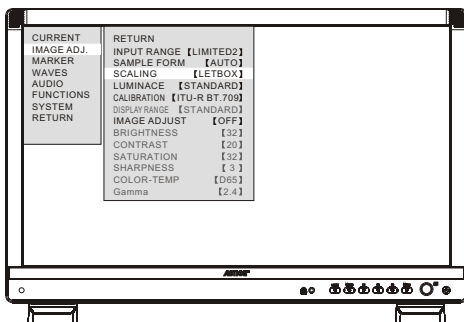 CURRENT
IMAGE ADJ.
MARKER
WAVES
AUDIO
FUNCTIONS
SYSTEM
RETURN
RETURN
INPUT RANGE【LIMITED2】
SAMPLE FORM【AUTO】
SCALING【LETBOX】
LUMINACE【STANDARD】
CALIBRATION【ITU-R BT.709】
DISPLAY RANGE【STANDARD】
IMAGE ADJUST【OFF】
BRIGHTNESS【32】
CONTRAST【20】
SATURATION【32】
SHARPNESS【 3 】
COLOR-TEMP【D65】
Gamma【2.4】